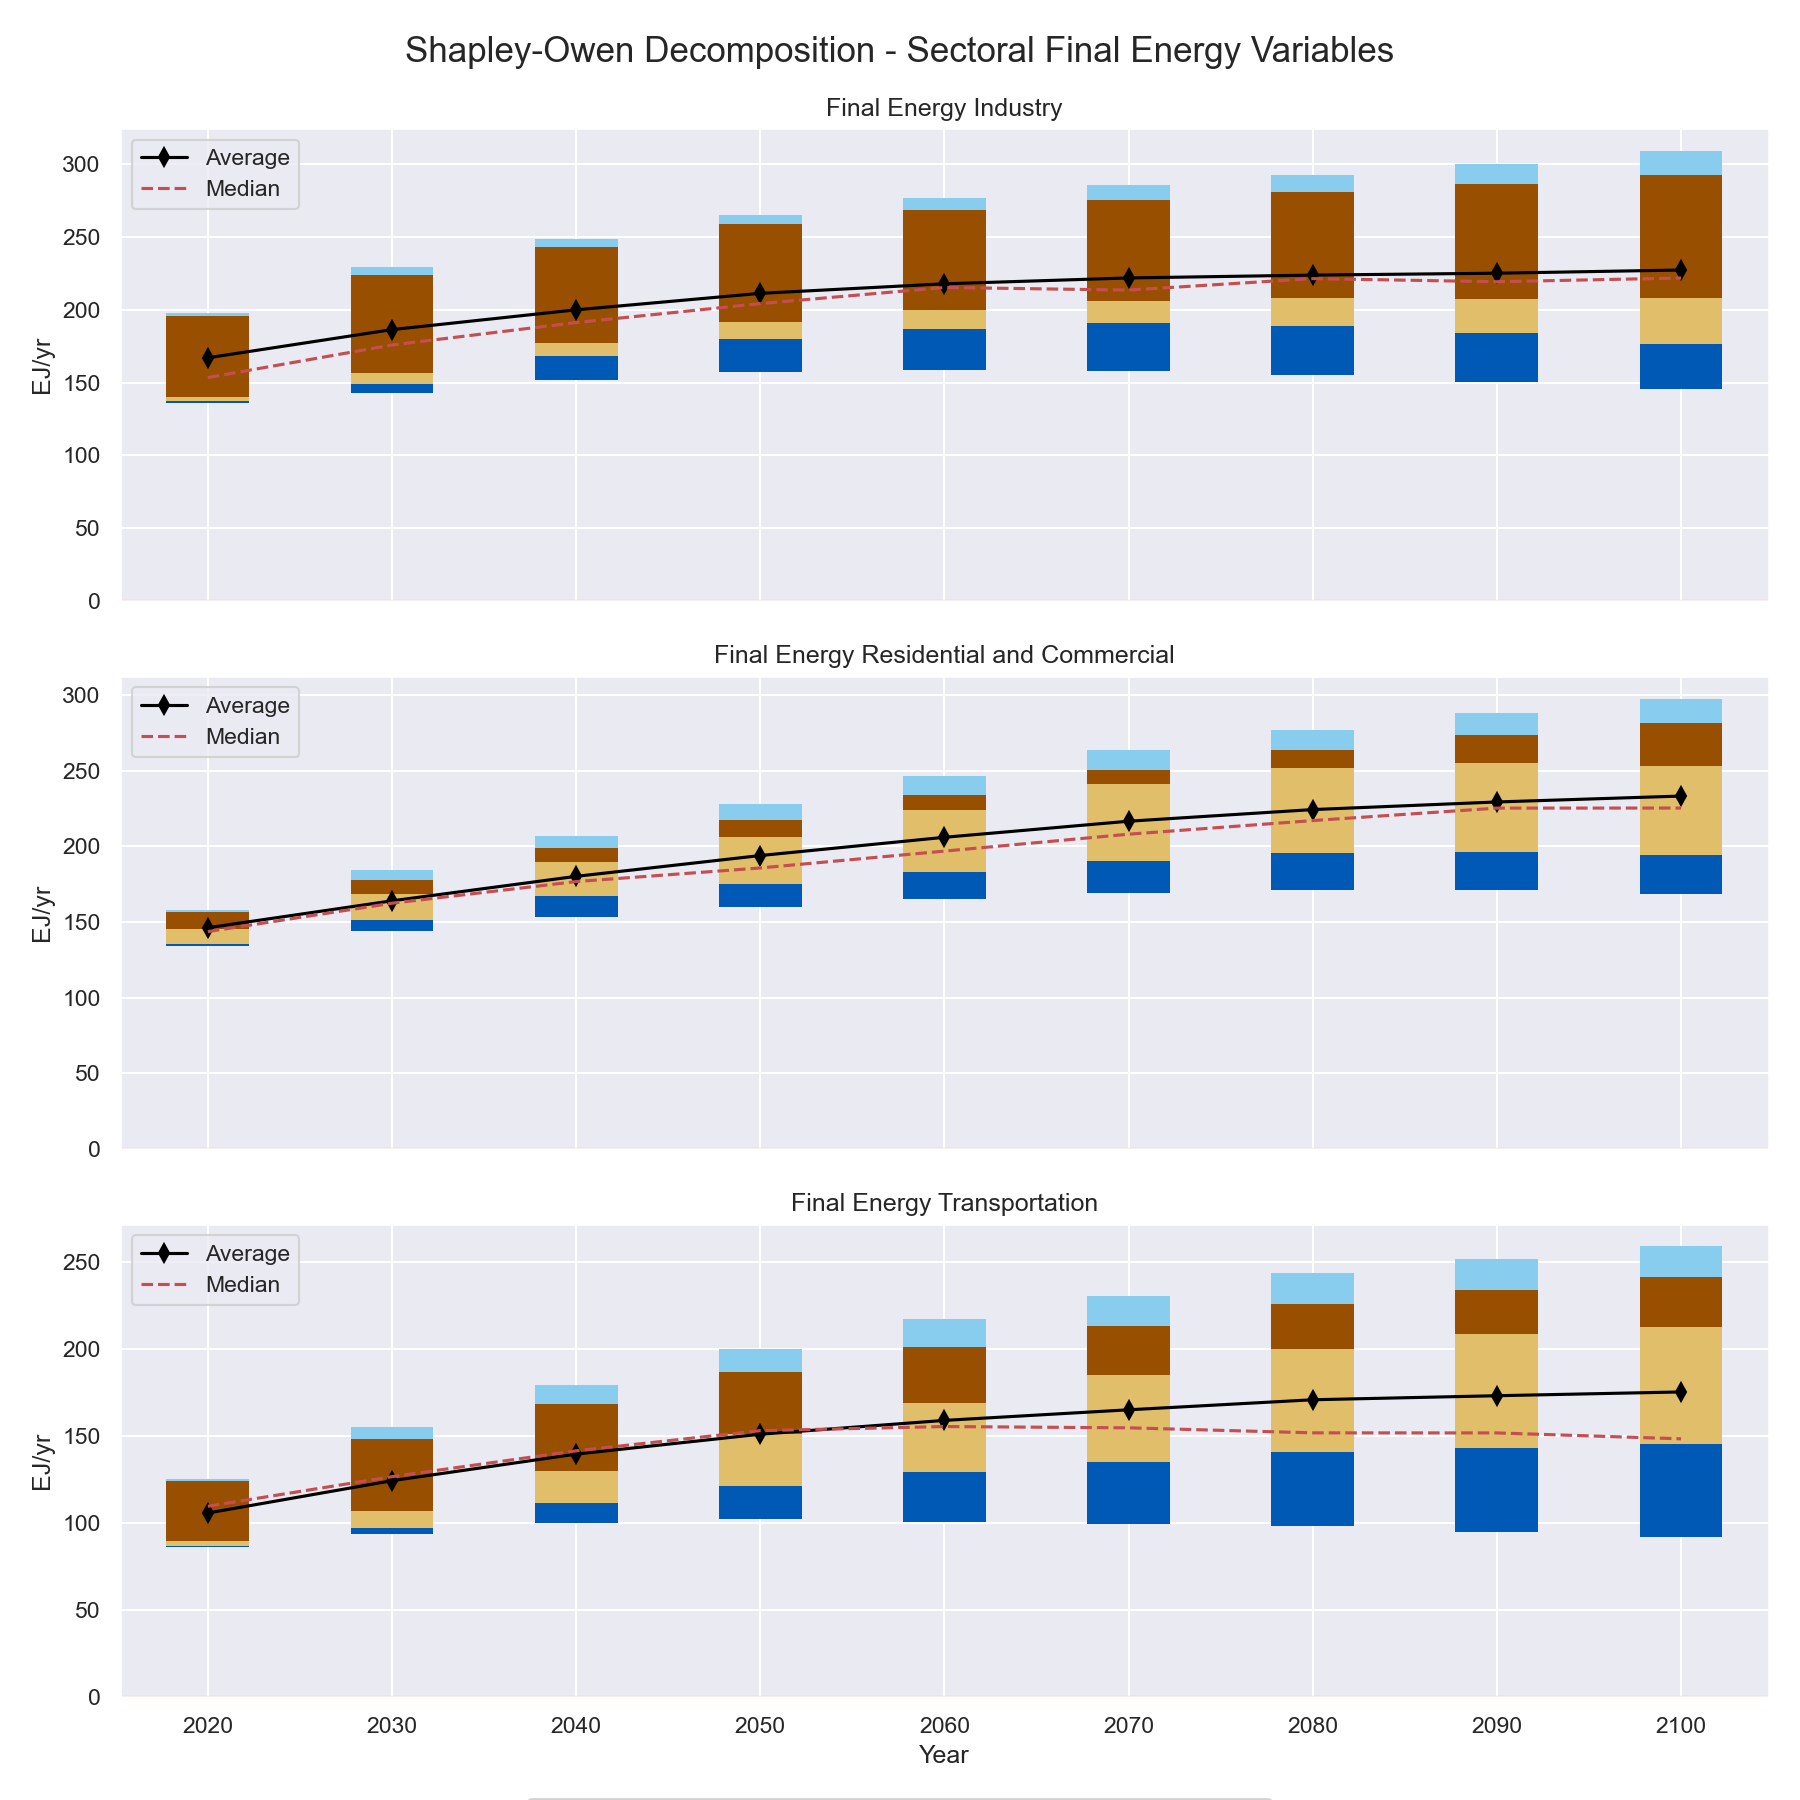 Shapley-Owen Decomposition - Sectoral Final Energy Variables
Final Energy Industry
Average
Median
300
250
200
150
100
50
0
EJ/yr
Final Energy Residential and Commercial
Average
Median
300
250
200
150
100
50
0
EJ/yr
Final Energy Transportation
Average
Median
250
200
150
100
50
0
EJ/yr
2020 2030 2040 2050 2060 2070 2080 2090 2100
Year